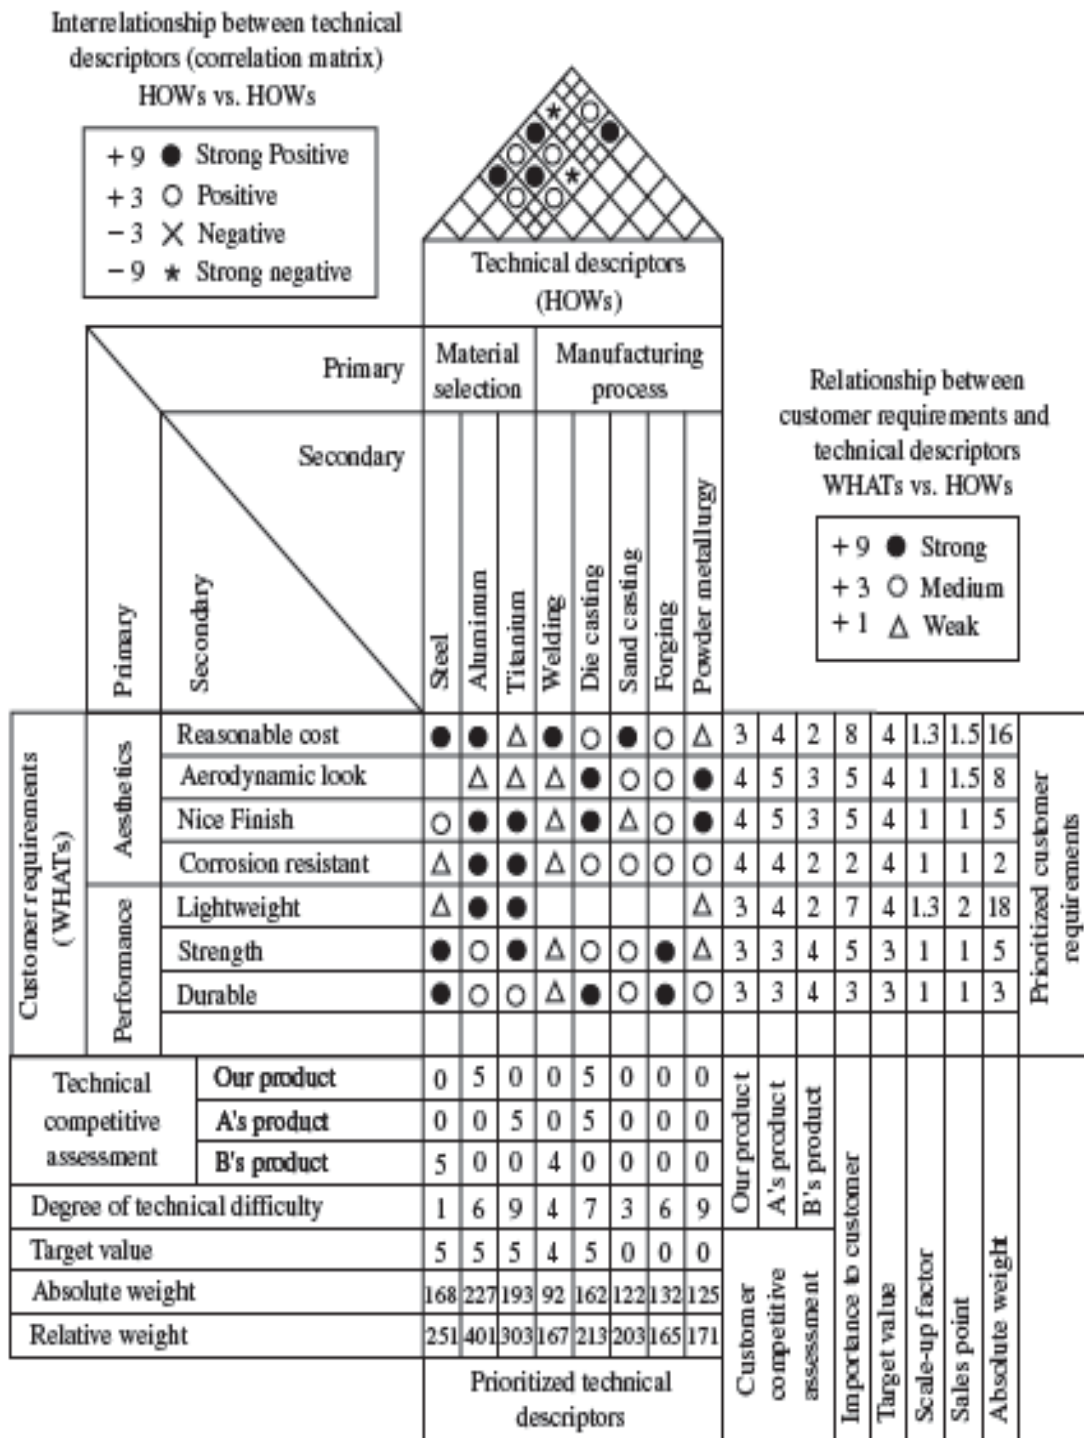 Interrelationship between technical
descriptors (correlation matrix)
HOWs vs. HOWs
+ 9 ● Strong Positive
+ 3 ○ Positive
− 3 ✕ Negative
− 9 ★ Strong negative
Technical descriptors
(HOWs)
Primary
Material
selection
Manufacturing
process
Secondary
Relationship between
customer requirements and
technical descriptors
WHATs vs. HOWs
+ 9 ● Strong
+ 3 ○ Medium
+ 1 △ Weak
Primary
Secondary
Steel
Aluminum
Titanium
Welding
Die casting
Sand casting
Forging
Powder metallurgy
Customer requirements
(WHATs)
Aesthetics
Performance
Reasonable cost ● ● △ ● ○ ● ○ △ 3 4 2 8 4 1.3 1.5 16
Aerodynamic look △ △ △ ● ○ ○ ● 4 5 3 5 4 1 1.5 8
Nice Finish ○ ● ● △ ● △ ○ ● 4 5 3 5 4 1 1 5
Corrosion resistant △ ● ● △ ○ ○ ○ ○ 4 4 2 2 4 1 1 2
Lightweight △ ● ● △ 3 4 2 7 4 1.3 2 18
Strength ● ○ ● △ ○ ○ ● △ 3 3 4 5 3 1 1 5
Durable ● ○ ○ △ ● ○ ● ○ 3 3 4 3 3 1 1 3
Prioritized customer
requirements
Technical
competitive
assessment
Our product 0 5 0 0 5 0 0 0
A's product 0 0 5 0 5 0 0 0
B's product 5 0 0 4 0 0 0 0
Degree of technical difficulty 1 6 9 4 7 3 6 9
Target value 5 5 5 4 5 0 0 0
Absolute weight 168 227 193 92 162 122 132 125
Relative weight 251 401 303 167 213 203 165 171
Prioritized technical
descriptors
Our product
A's product
B's product
Customer
competitive
assessment
Importance to customer
Target value
Scale-up factor
Sales point
Absolute weight